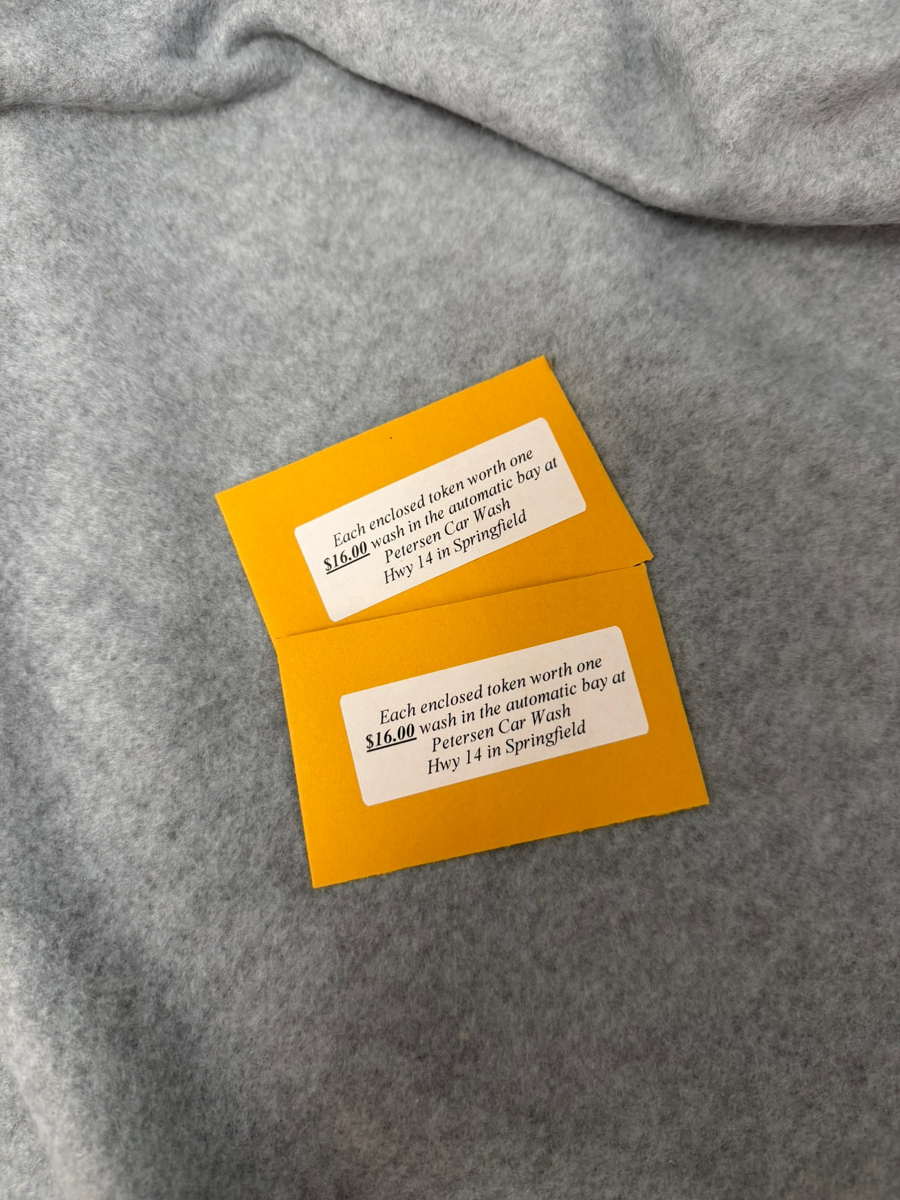 Each enclosed token worth one
$16.00 wash in the automatic bay at
Petersen Car Wash
Hwy 14 in Springfield
Each enclosed token worth one
$16.00 wash in the automatic bay at
Petersen Car Wash
Hwy 14 in Springfield